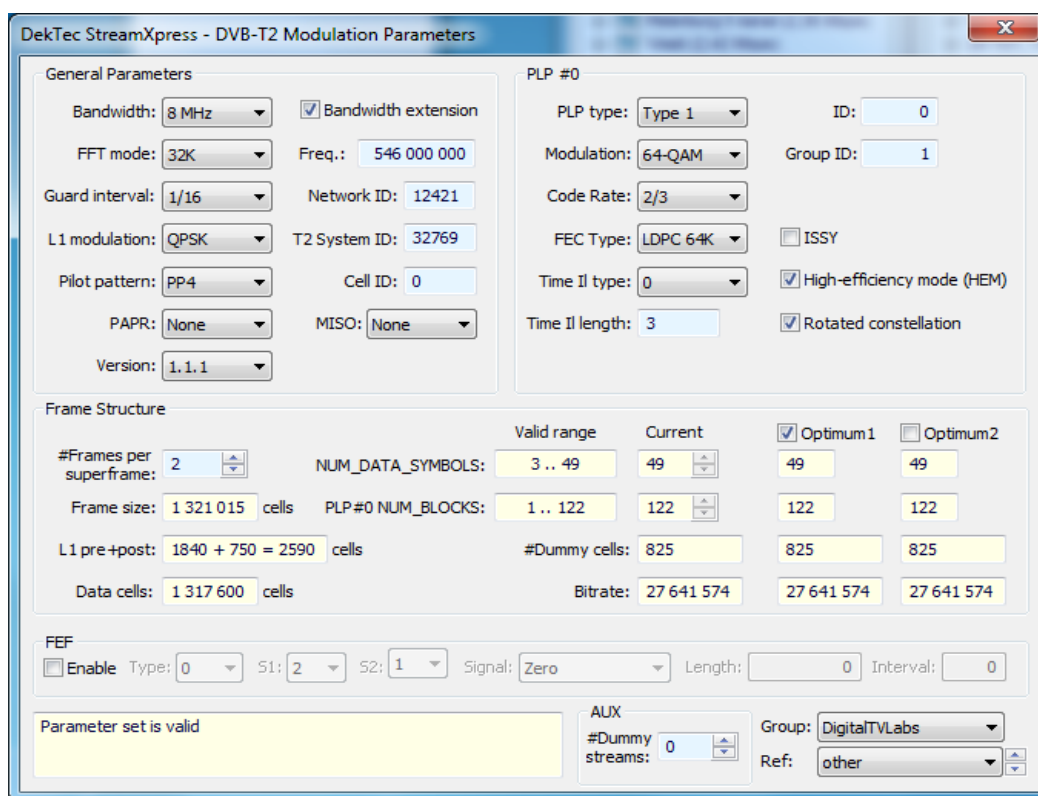 DekTec StreamXpress - DVB-T2 Modulation Parameters
General Parameters
Bandwidth: 8 MHz Bandwidth extension
FFT mode: 32K Freq.: 546 000 000
Guard interval: 1/16 Network ID: 12421
L1 modulation: QPSK T2 System ID: 32769
Pilot pattern: PP4 Cell ID: 0
PAPR: None MISO: None
Version: 1.1.1
PLP #0
PLP type: Type 1 ID: 0
Modulation: 64-QAM Group ID: 1
Code Rate: 2/3
FEC Type: LDPC 64K ISSY
Time Il type: 0 High-efficiency mode (HEM)
Time Il length: 3 Rotated constellation
Frame Structure
Valid range Current Optimum1 Optimum2
#Frames per superframe: 2 NUM_DATA_SYMBOLS: 3 .. 49 49 49 49
Frame size: 1 321 015 cells PLP#0 NUM_BLOCKS: 1 .. 122 122 122 122
L1 pre+post: 1840 + 750 = 2590 cells #Dummy cells: 825 825 825
Data cells: 1 317 600 cells Bitrate: 27 641 574 27 641 574 27 641 574
FEF
Enable Type: 0 S1: 2 S2: 1 Signal: Zero Length: 0 Interval: 0
Parameter set is valid
AUX
#Dummy streams: 0
Group: DigitalTVLabs
Ref: other